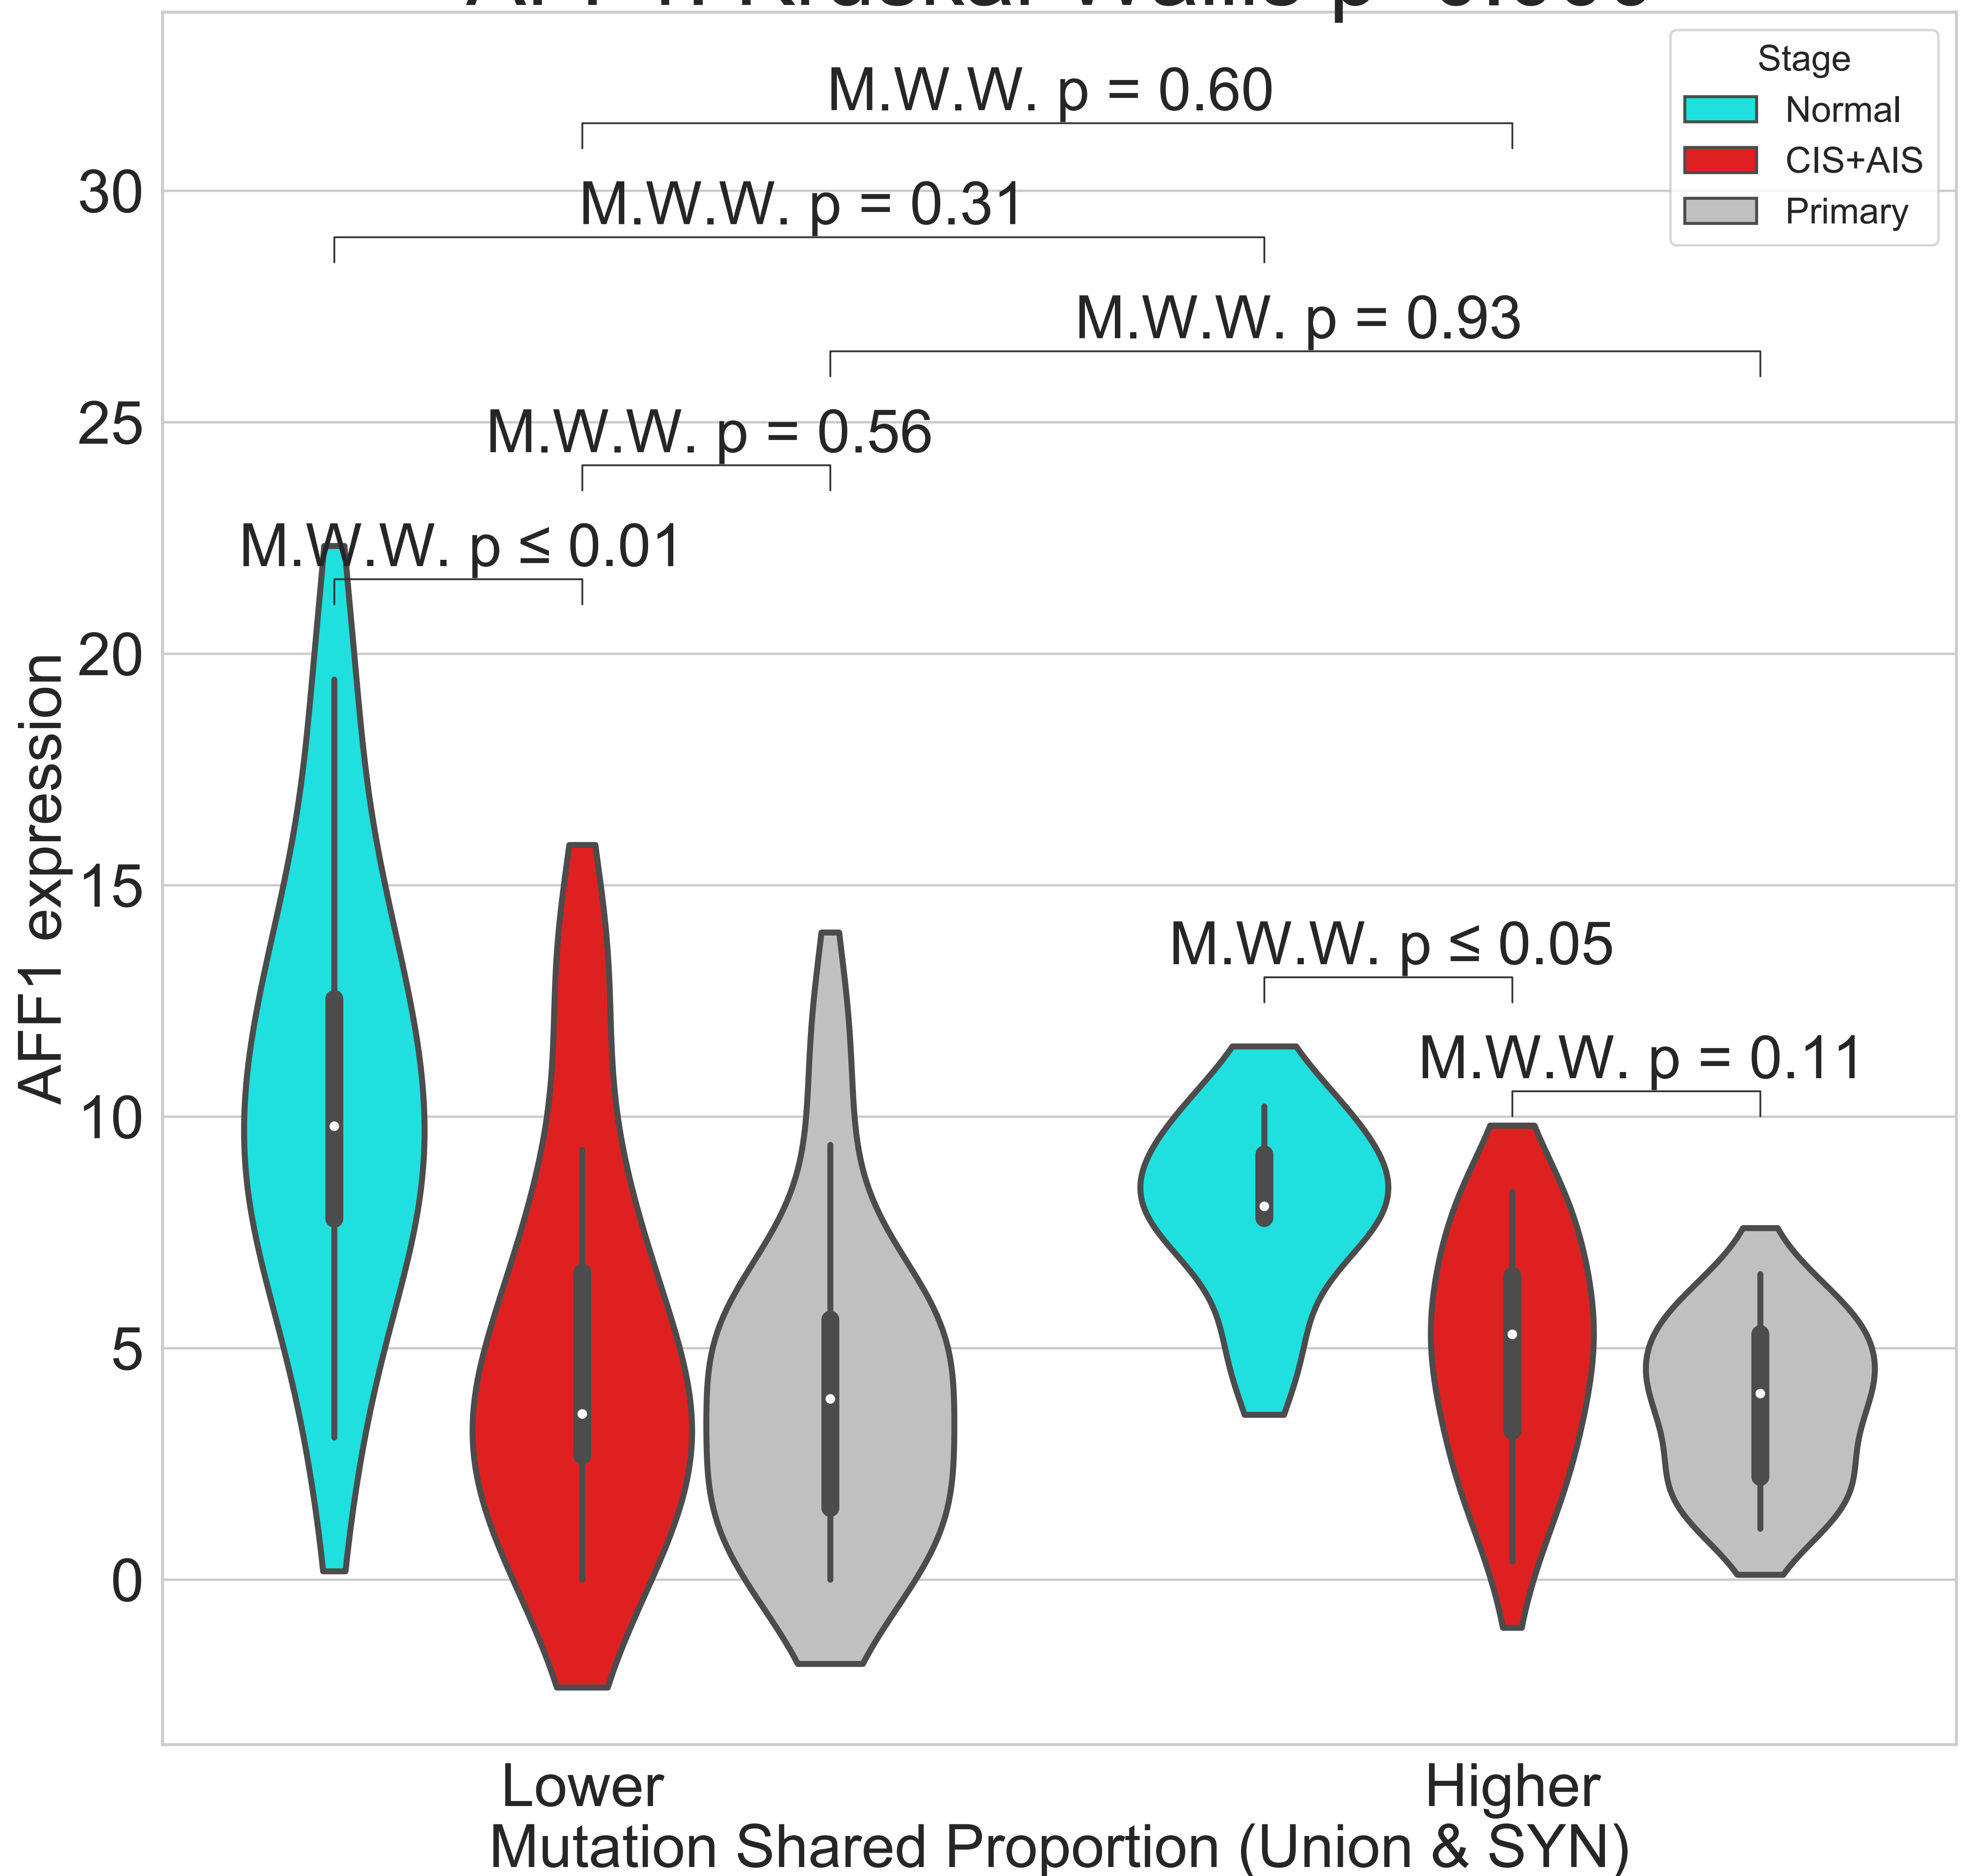 Stage
Normal
CIS+AIS
Primary
M.W.W. p = 0.60
M.W.W. p = 0.31
M.W.W. p = 0.93
M.W.W. p = 0.56
M.W.W. p ≤ 0.01
M.W.W. p ≤ 0.05
M.W.W. p = 0.11
AFF1 expression
30
25
20
15
10
5
0
Lower
Higher
Mutation Shared Proportion (Union & SYN)